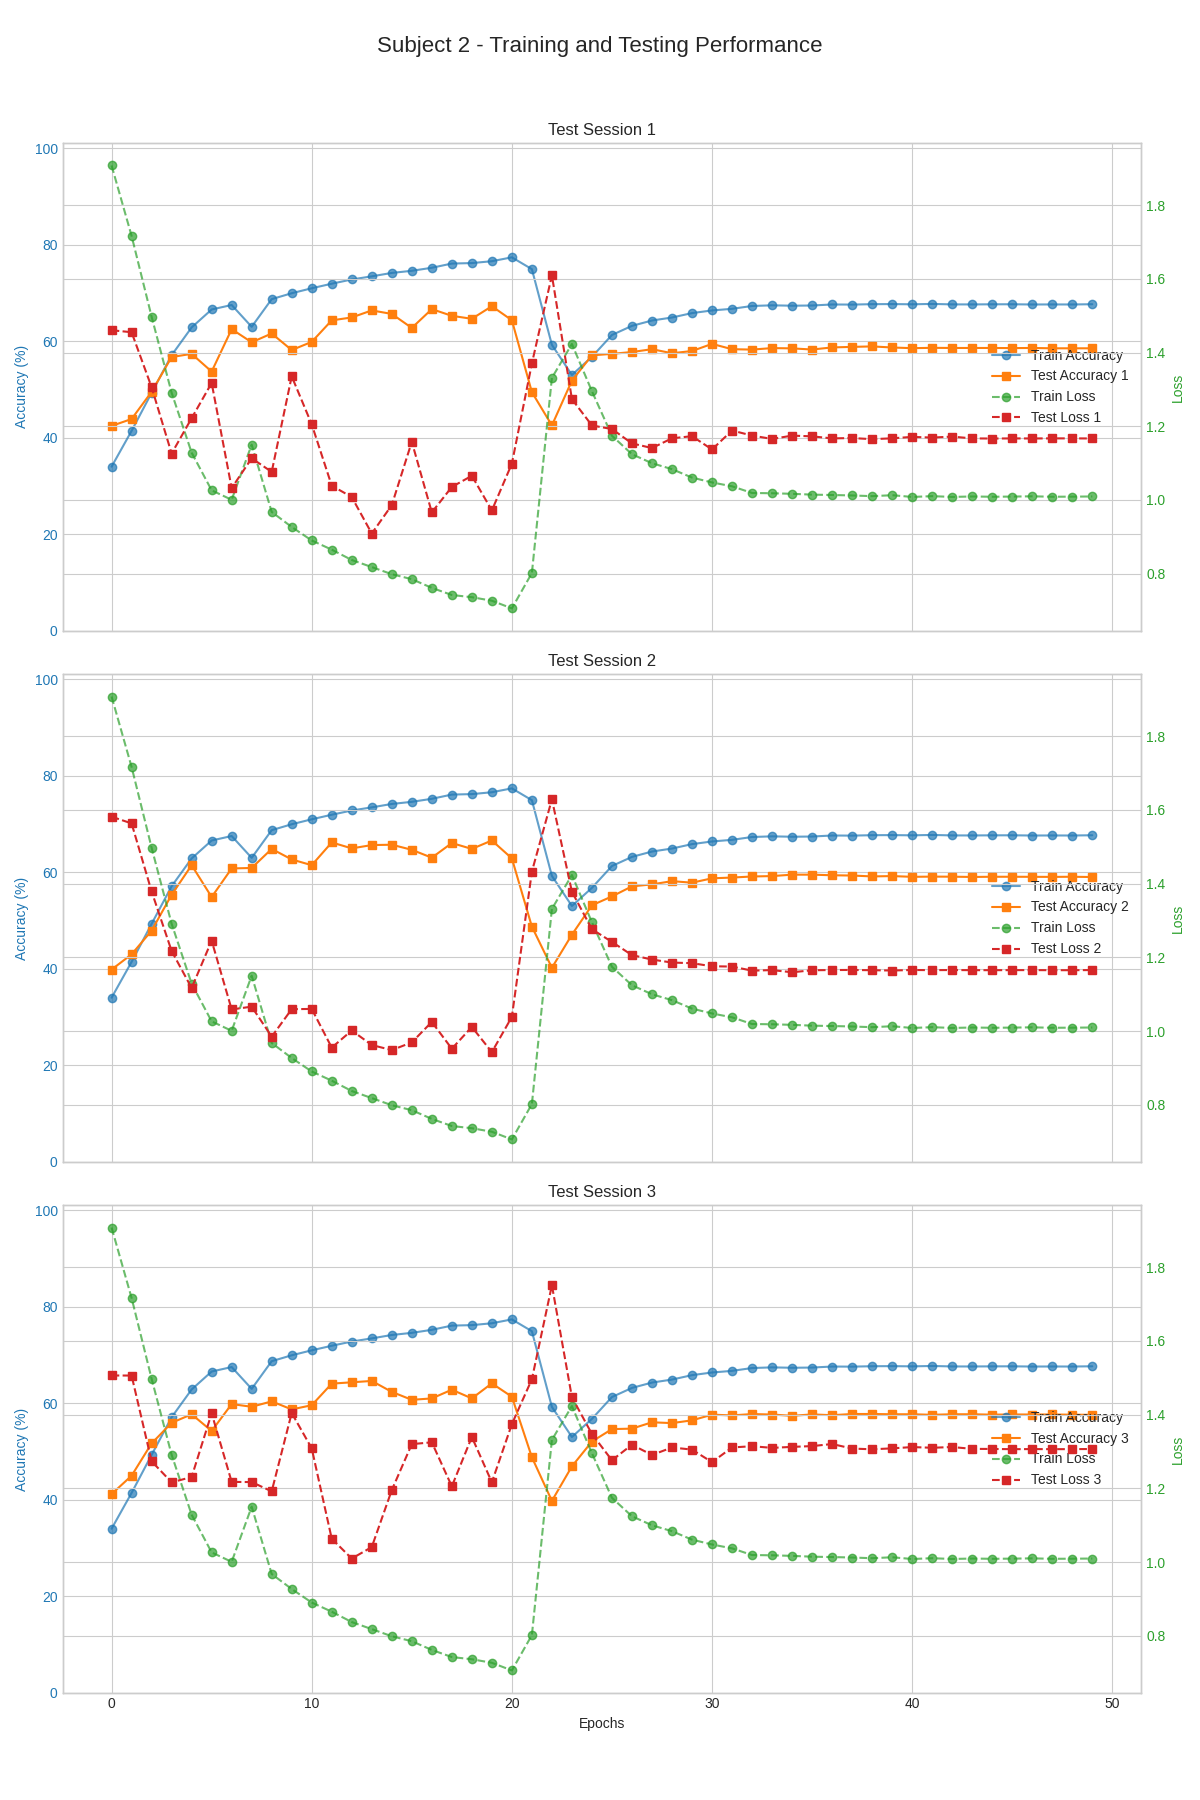 Subject 2 - Training and Testing Performance
Test Session 1
100
80
60
40
20
0
Accuracy (%)
1.8
1.6
1.4
1.2
1.0
0.8
Loss
Train Accuracy
Test Accuracy 1
Train Loss
Test Loss 1
Test Session 2
100
80
60
40
20
0
Accuracy (%)
1.8
1.6
1.4
1.2
1.0
0.8
Loss
Train Accuracy
Test Accuracy 2
Train Loss
Test Loss 2
Test Session 3
100
80
60
40
20
0
Accuracy (%)
1.8
1.6
1.4
1.2
1.0
0.8
Loss
Train Accuracy
Test Accuracy 3
Train Loss
Test Loss 3
0 10 20 30 40 50
Epochs